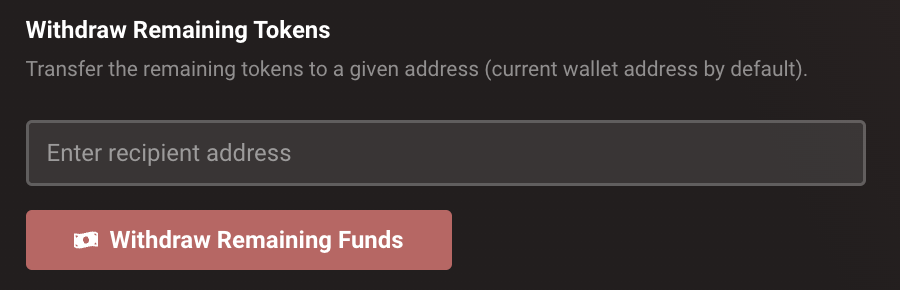 Withdraw Remaining Tokens
Transfer the remaining tokens to a given address (current wallet address by default).
Enter recipient address
Withdraw Remaining Funds